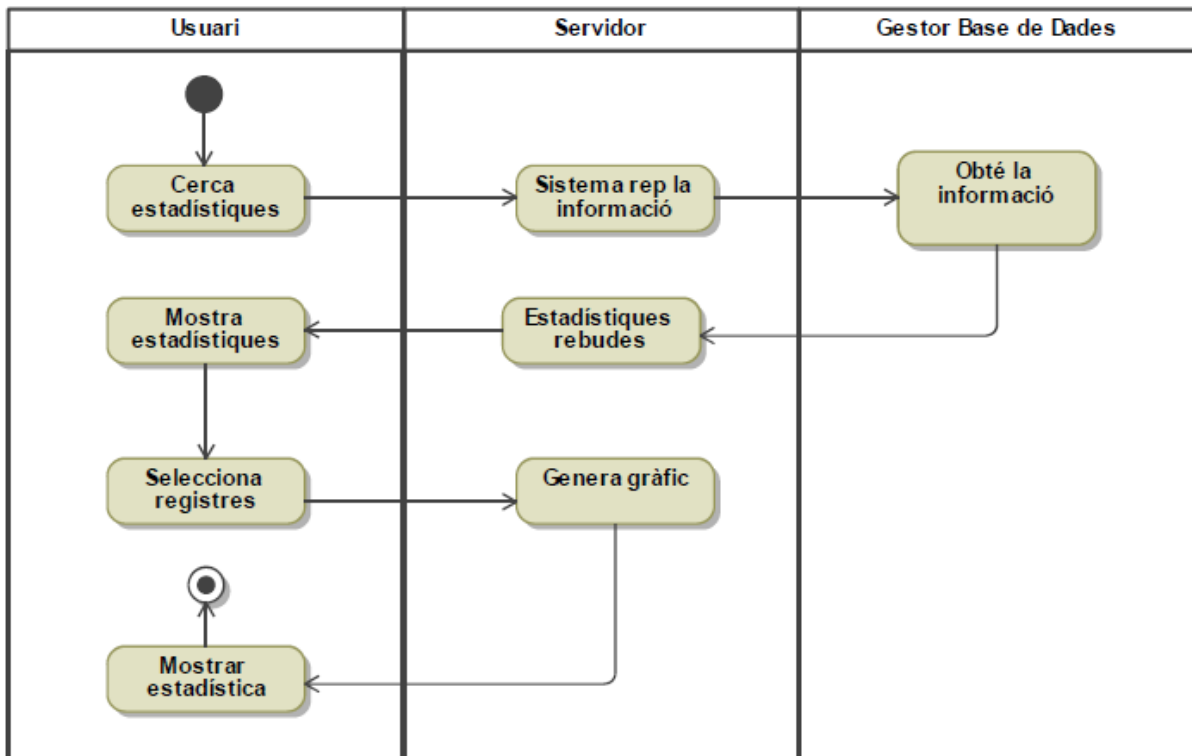 Usuari
Servidor
Gestor Base de Dades
Cerca
estadístiques
Sistema rep la
informació
Obté la
informació
Mostra
estadístiques
Estadístiques
rebudes
Selecciona
registres
Genera gràfic
Mostrar
estadística